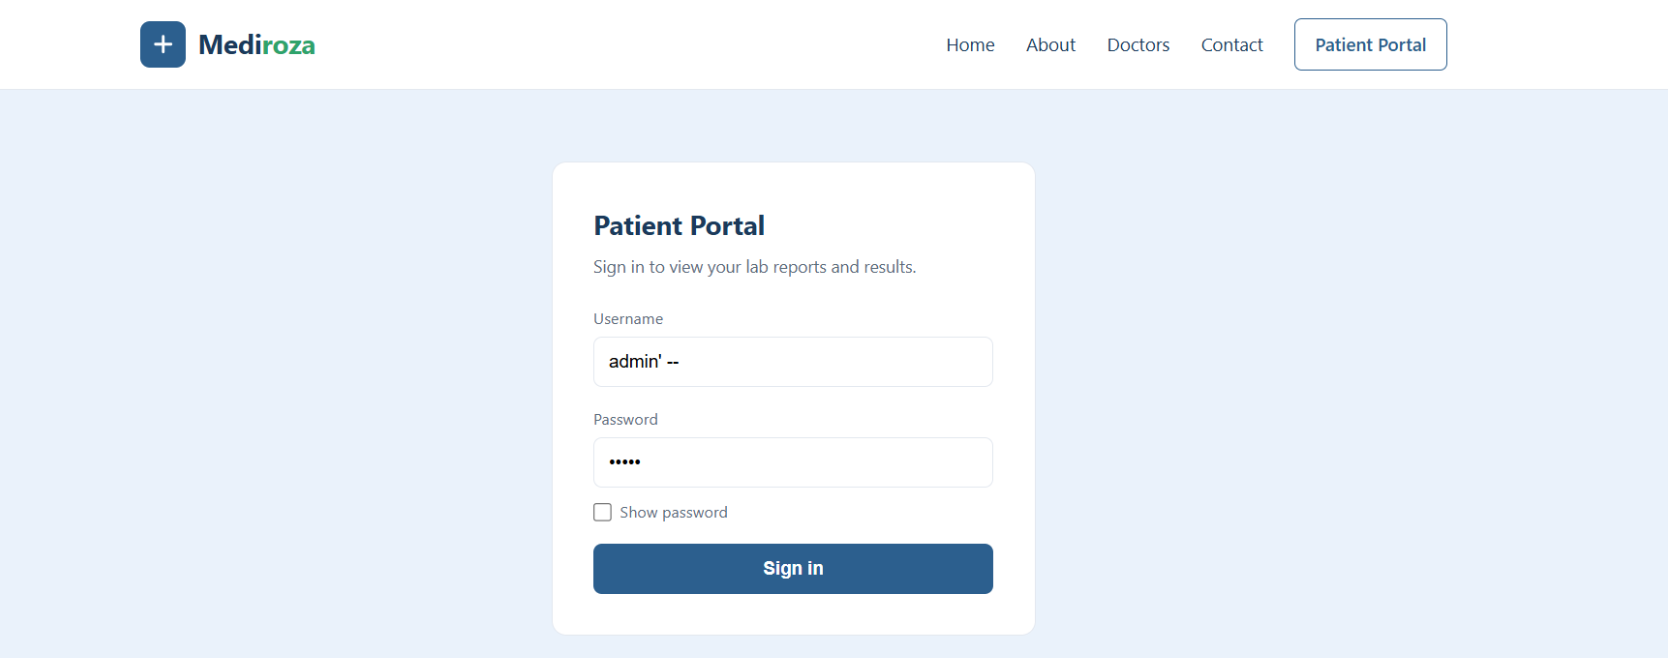 + Mediroza
Home About Doctors Contact Patient Portal
Patient Portal
Sign in to view your lab reports and results.
Username
admin' --
Password
•••••
Show password
Sign in